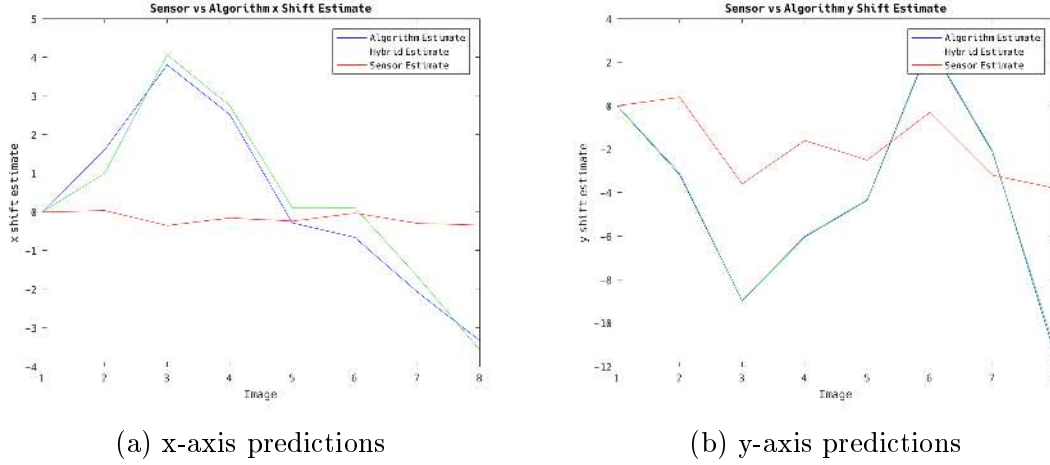 Sensor vs Algorithm x Shift Estimate
5
4
3
2
1
0
-1
-2
-3
-4
x shift estimate
Algorithm Estimate
Hybrid Estimate
Sensor Estimate
1 2 3 4 5 6 7 8
Image
(a) x-axis predictions
Sensor vs Algorithm y Shift Estimate
4
2
0
-2
-4
-6
-8
-10
-12
y shift estimate
Algorithm Estimate
Hybrid Estimate
Sensor Estimate
1 2 3 4 5 6 7
Image
(b) y-axis predictions